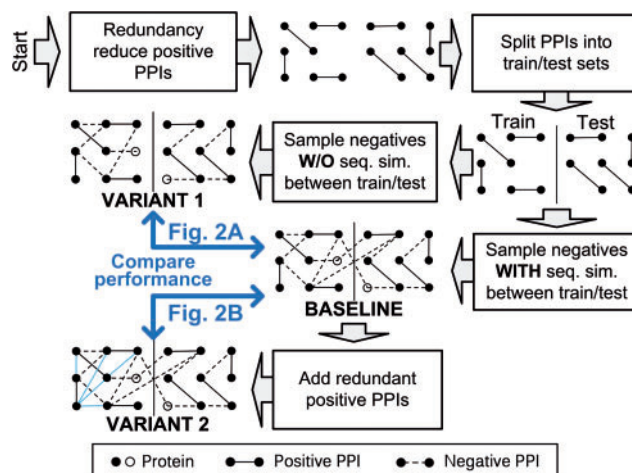 Start
Redundancy
reduce positive
PPIs
Split PPIs into
train/test sets
Train
Test
Sample negatives
W/O seq. sim.
between train/test
VARIANT 1
Fig. 2A
Compare
performance
Fig. 2B
BASELINE
Sample negatives
WITH seq. sim.
between train/test
Add redundant
positive PPIs
VARIANT 2
Protein
Positive PPI
Negative PPI